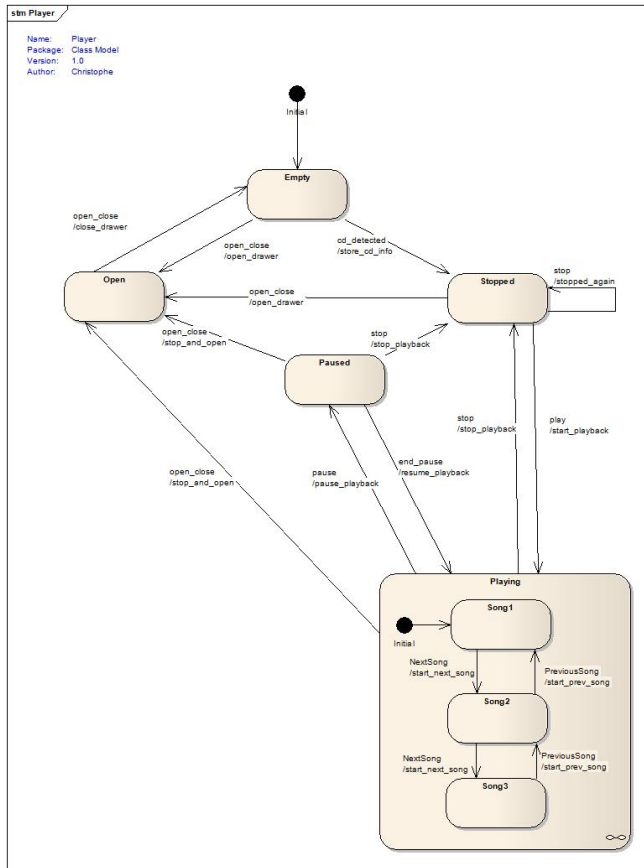 stm Player
Name: Player
Package: Class Model
Version: 1.0
Author: Christophe
Initial
Empty
open_close
/close_drawer
open_close
/open_drawer
cd_detected
/store_cd_info
Open
Stopped
stop
/stopped_again
open_close
/open_drawer
open_close
/stop_and_open
stop
/stop_playback
Paused
stop
/stop_playback
play
/start_playback
open_close
/stop_and_open
pause
/pause_playback
end_pause
/resume_playback
Playing
Initial
Song1
NextSong
/start_next_song
PreviousSong
/start_prev_song
Song2
NextSong
/start_next_song
PreviousSong
/start_prev_song
Song3